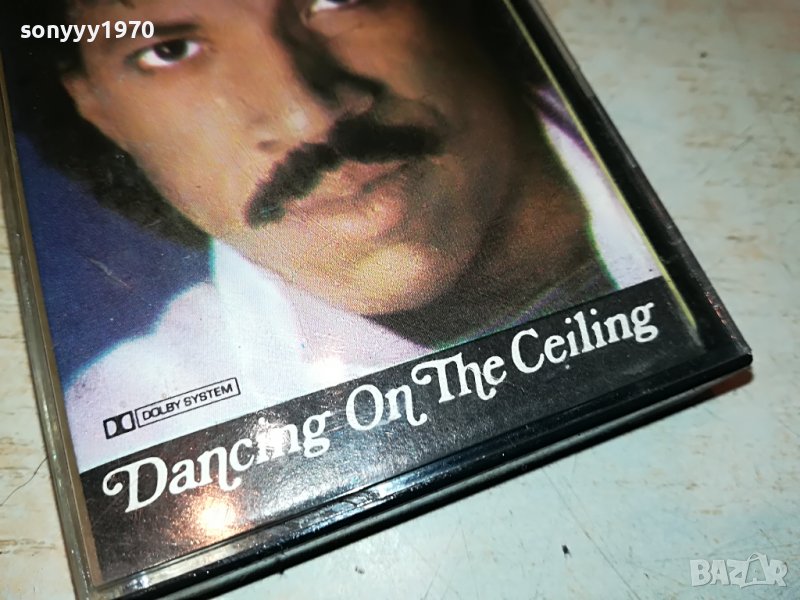 sonyyy1970
DOLBY SYSTEM
Dancing On The Ceiling
BAZAR